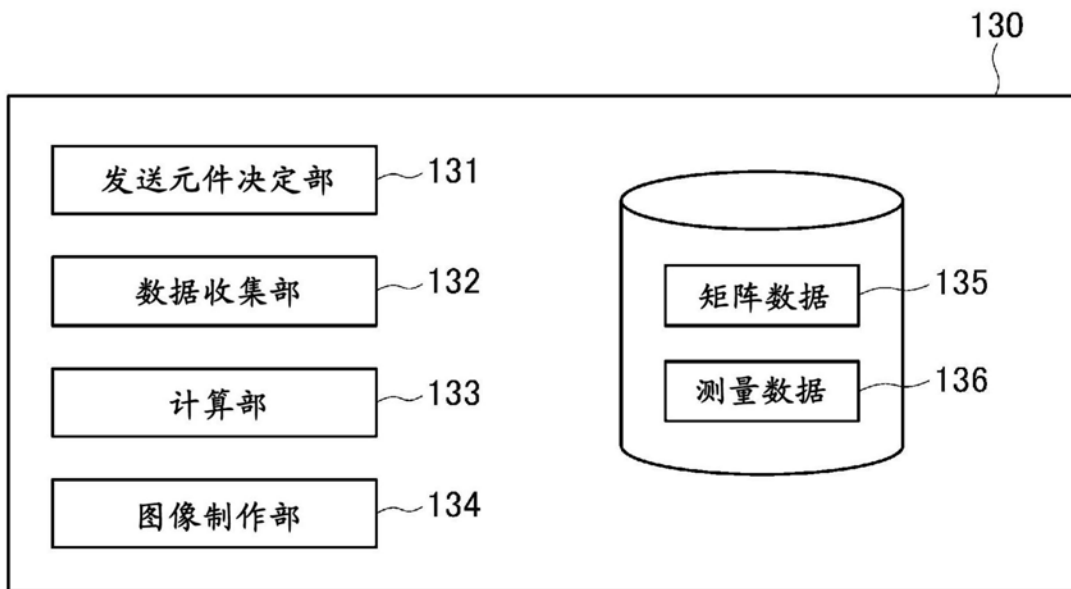 130
发送元件决定部 131
数据收集部 132
计算部 133
图像制作部 134
矩阵数据 135
测量数据 136